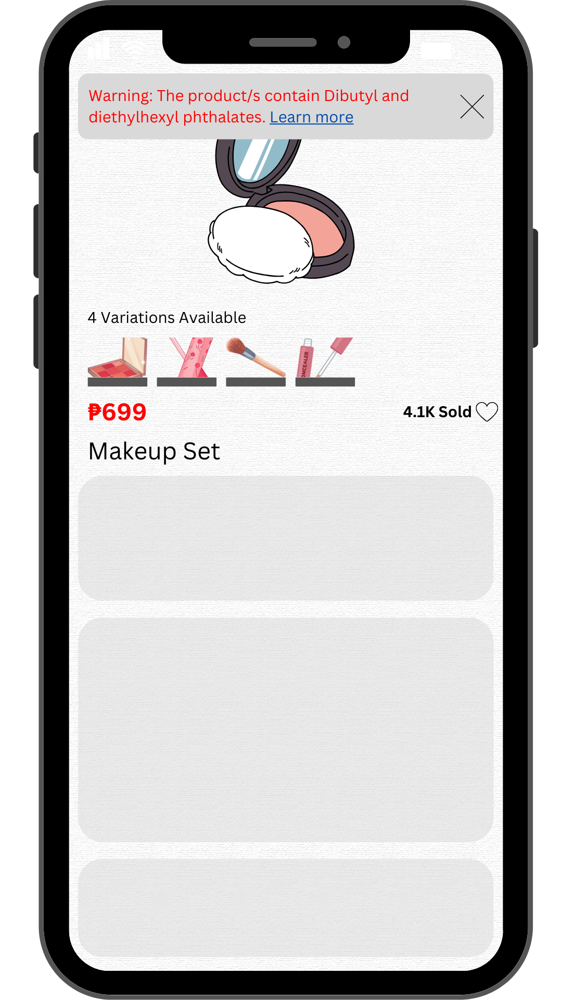 Warning: The product/s contain Dibutyl and
diethylhexyl phthalates. Learn more
4 Variations Available
ONCEALER
₱699
4.1K Sold
Makeup Set